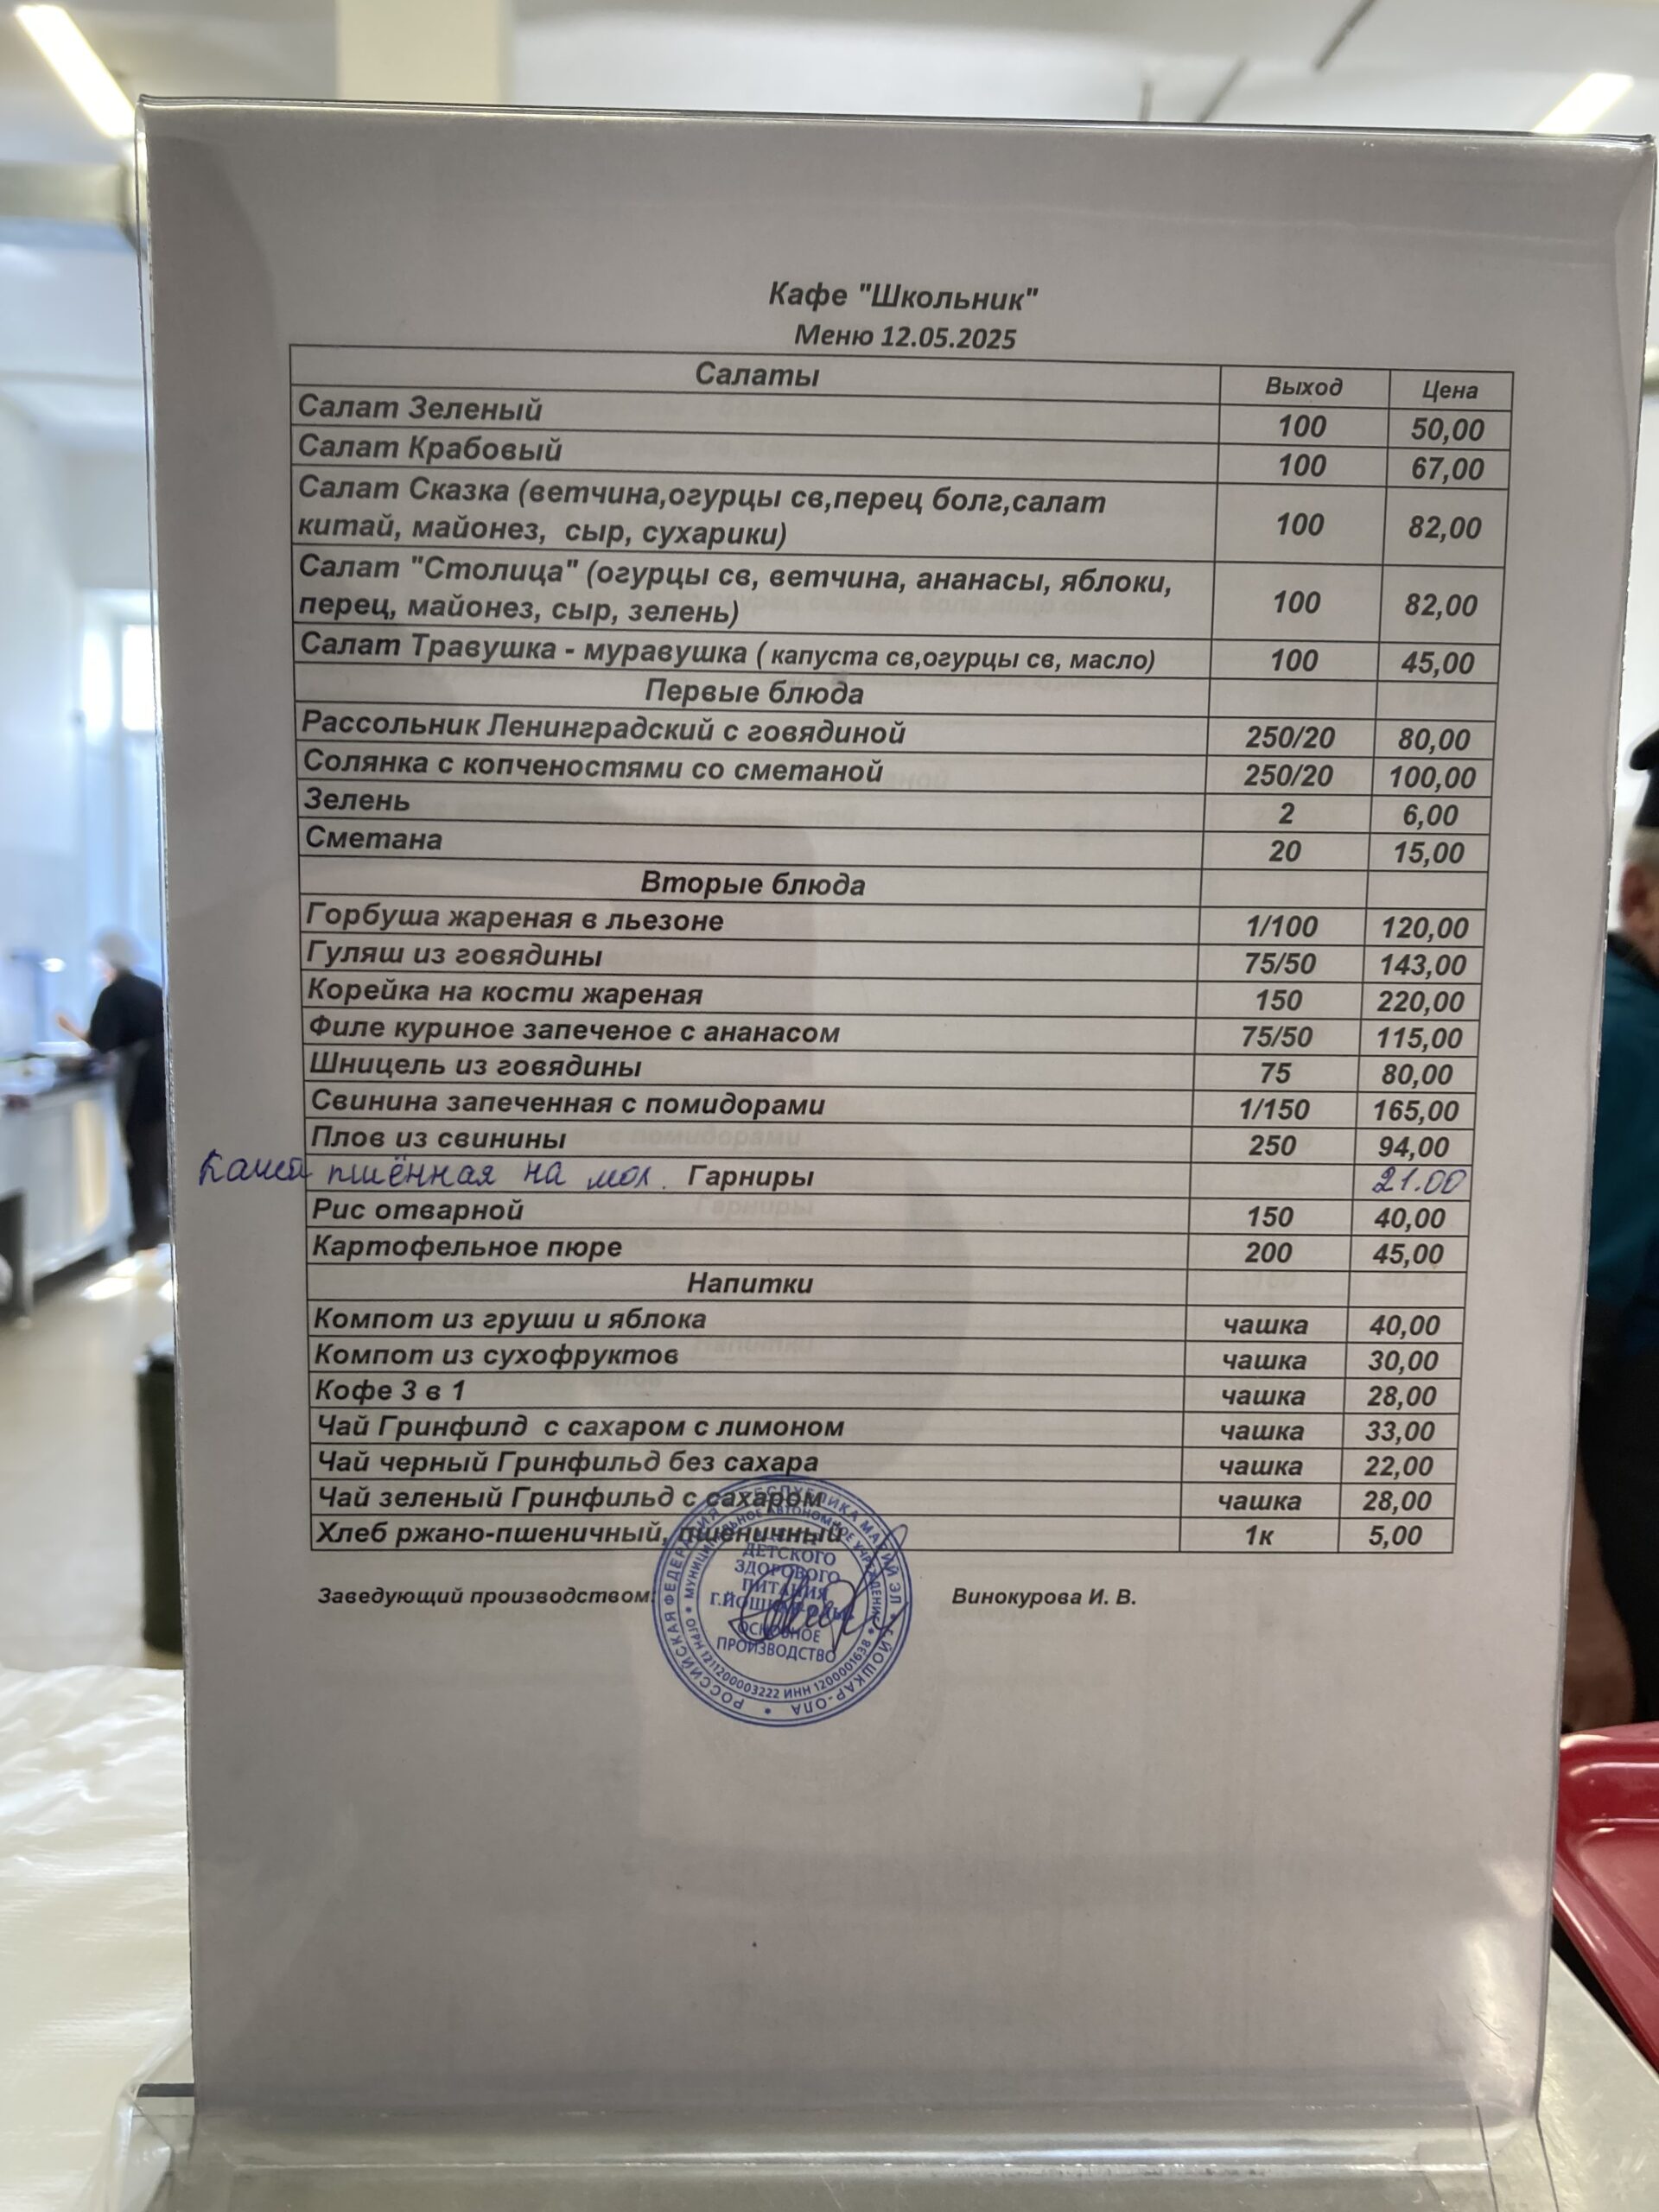 Кафе "Школьник"
Меню 12.05.2025
Салаты Выход Цена
Салат Зеленый 100 50,00
Салат Крабовый 100 67,00
Салат Сказка (ветчина,огурцы св,перец болг,салат
китай, майонез, сыр, сухарики) 100 82,00
Салат "Столица" (огурцы св, ветчина, ананасы, яблоки,
перец, майонез, сыр, зелень) 100 82,00
Салат Травушка - муравушка ( капуста св,огурцы св, масло) 100 45,00
Первые блюда
Рассольник Ленинградский с говядиной 250/20 80,00
Солянка с копченостями со сметаной 250/20 100,00
Зелень 2 6,00
Сметана 20 15,00
Вторые блюда
Горбуша жареная в льезоне 1/100 120,00
Гуляш из говядины 75/50 143,00
Корейка на кости жареная 150 220,00
Филе куриное запеченое с ананасом 75/50 115,00
Шницель из говядины 75 80,00
Свинина запеченная с помидорами 1/150 165,00
Плов из свинины 250 94,00
Каша пшённая на мол. Гарниры 21.00
Рис отварной 150 40,00
Картофельное пюре 200 45,00
Напитки
Компот из груши и яблока чашка 40,00
Компот из сухофруктов чашка 30,00
Кофе 3 в 1 чашка 28,00
Чай Гринфилд с сахаром с лимоном чашка 33,00
Чай черный Гринфильд без сахара чашка 22,00
Чай зеленый Гринфильд с сахаром чашка 28,00
Хлеб ржано-пшеничный, пшеничный 1к 5,00
Заведующий производством: Винокурова И. В.
РОССИЙСКАЯ ФЕДЕРАЦИЯ РЕСПУБЛИКА МАРИЙ ЭЛ Г.ЙОШКАР-ОЛА
МУНИЦИПАЛЬНОЕ АВТОНОМНОЕ УЧРЕЖДЕНИЕ
ОГРН 1211200003222 ИНН 1200001638
ДЕТСКОГО
ЗДОРОВОГО
ПИТАНИЯ
Г.ЙОШКАР-ОЛЫ
ОСНОВНОЕ
ПРОИЗВОДСТВО